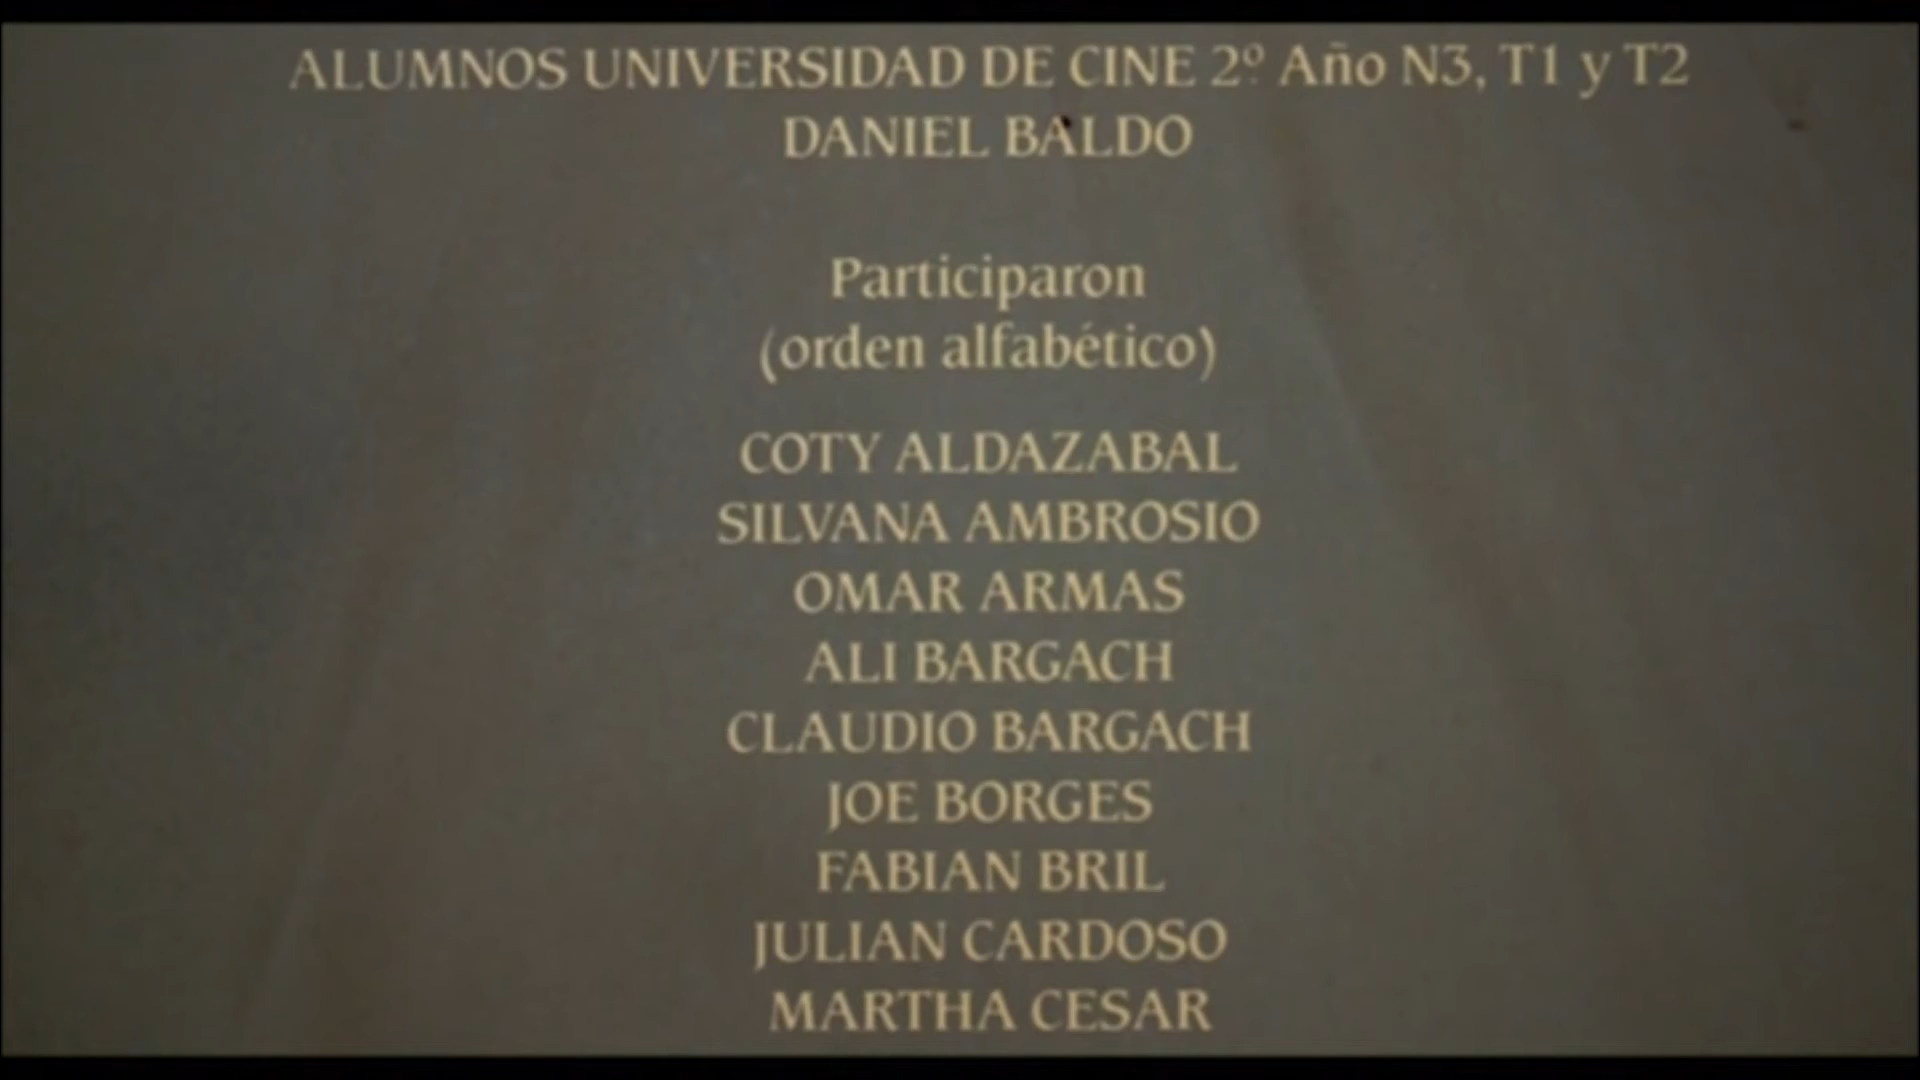 ALUMNOS UNIVERSIDAD DE CINE 2º Año N3, T1 y T2
DANIEL BALDO
Participaron
(orden alfabético)
COTY ALDAZABAL
SILVANA AMBROSIO
OMAR ARMAS
ALI BARGACH
CLAUDIO BARGACH
JOE BORGES
FABIAN BRIL
JULIAN CARDOSO
MARTHA CESAR